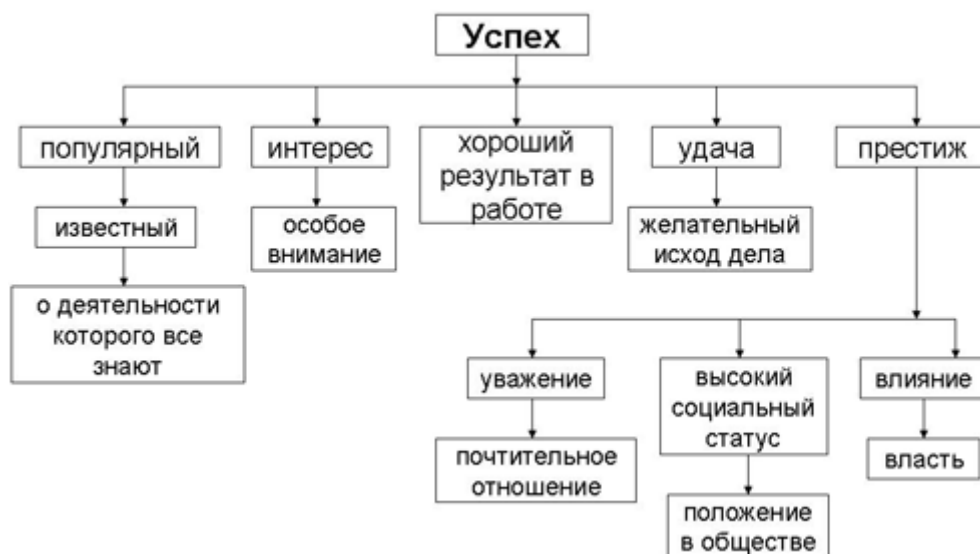 Успех
популярный
интерес
хороший
результат в
работе
удача
престиж
известный
особое
внимание
желательный
исход дела
о деятельности
которого все
знают
уважение
высокий
социальный
статус
влияние
почтительное
отношение
власть
положение
в обществе